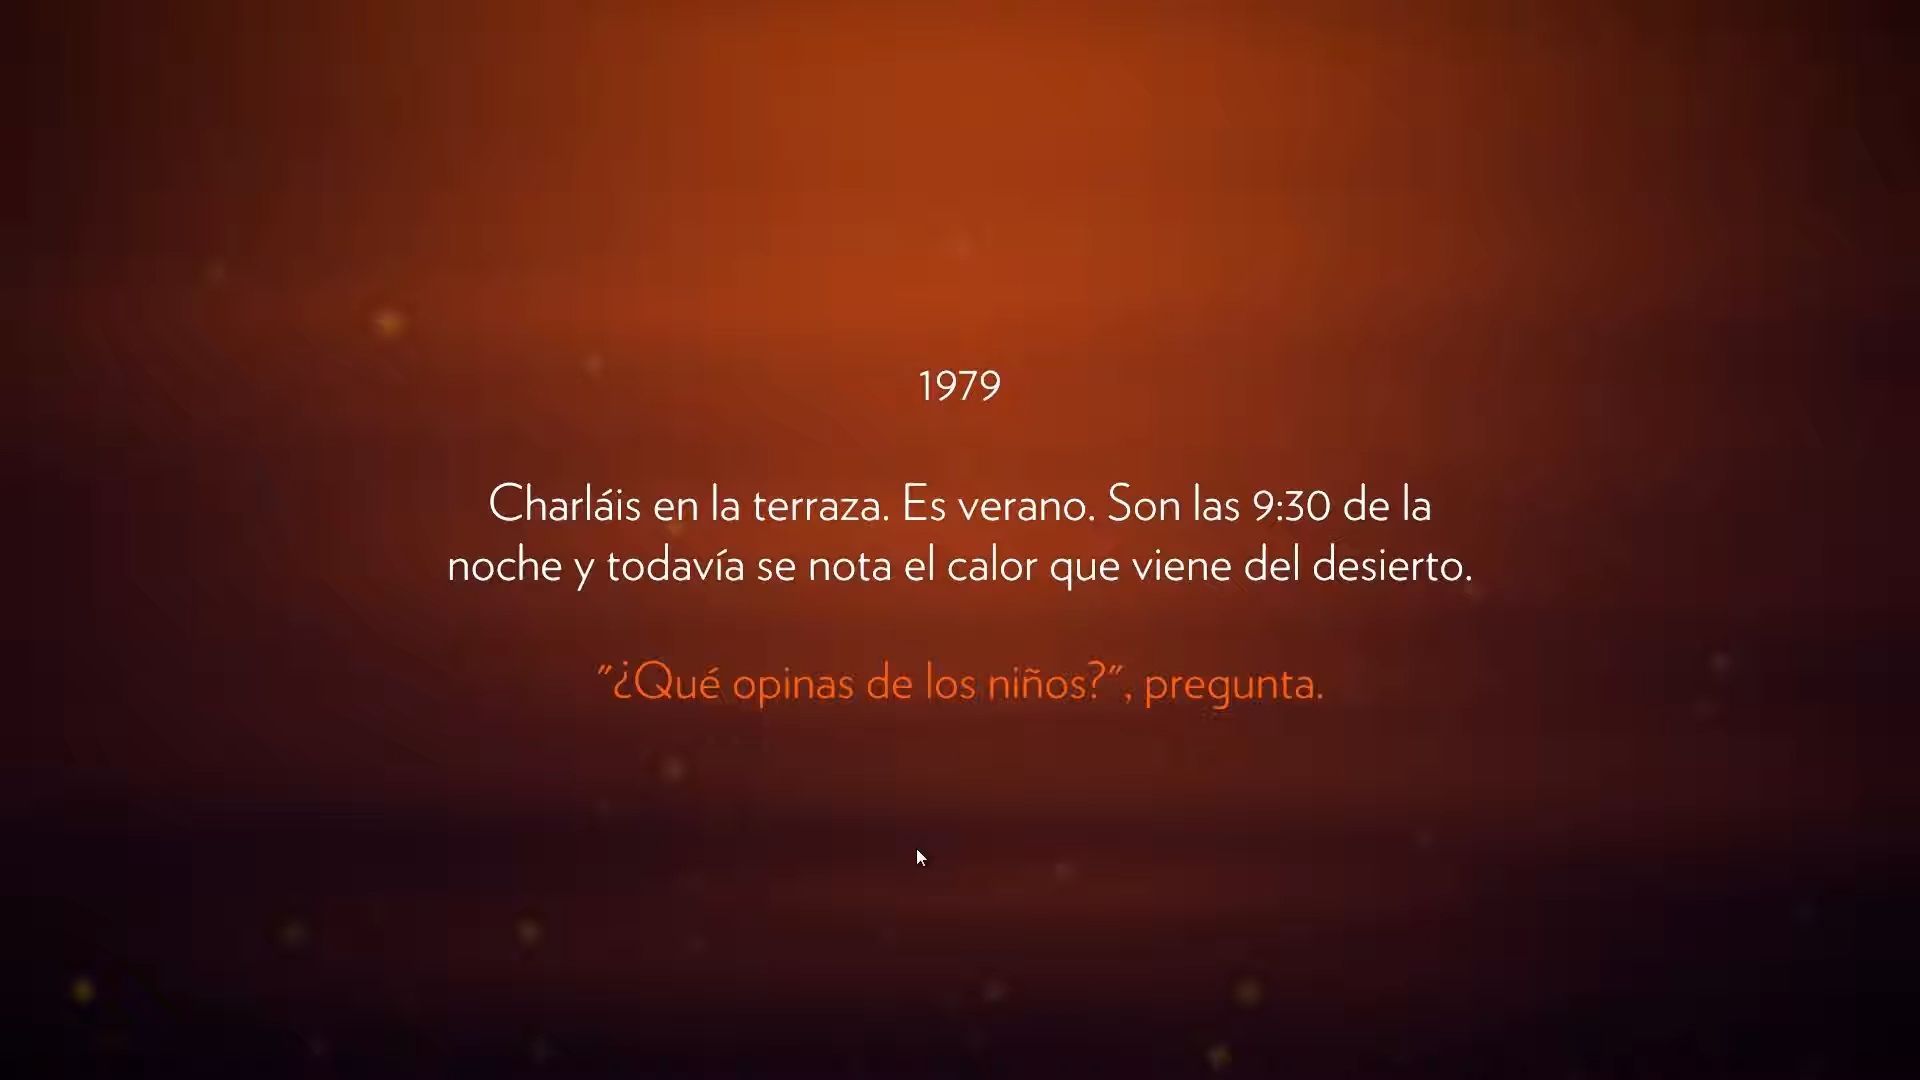 1979
Charláis en la terraza. Es verano. Son las 9:30 de la
noche y todavía se nota el calor que viene del desierto.
"¿Qué opinas de los niños?", pregunta.